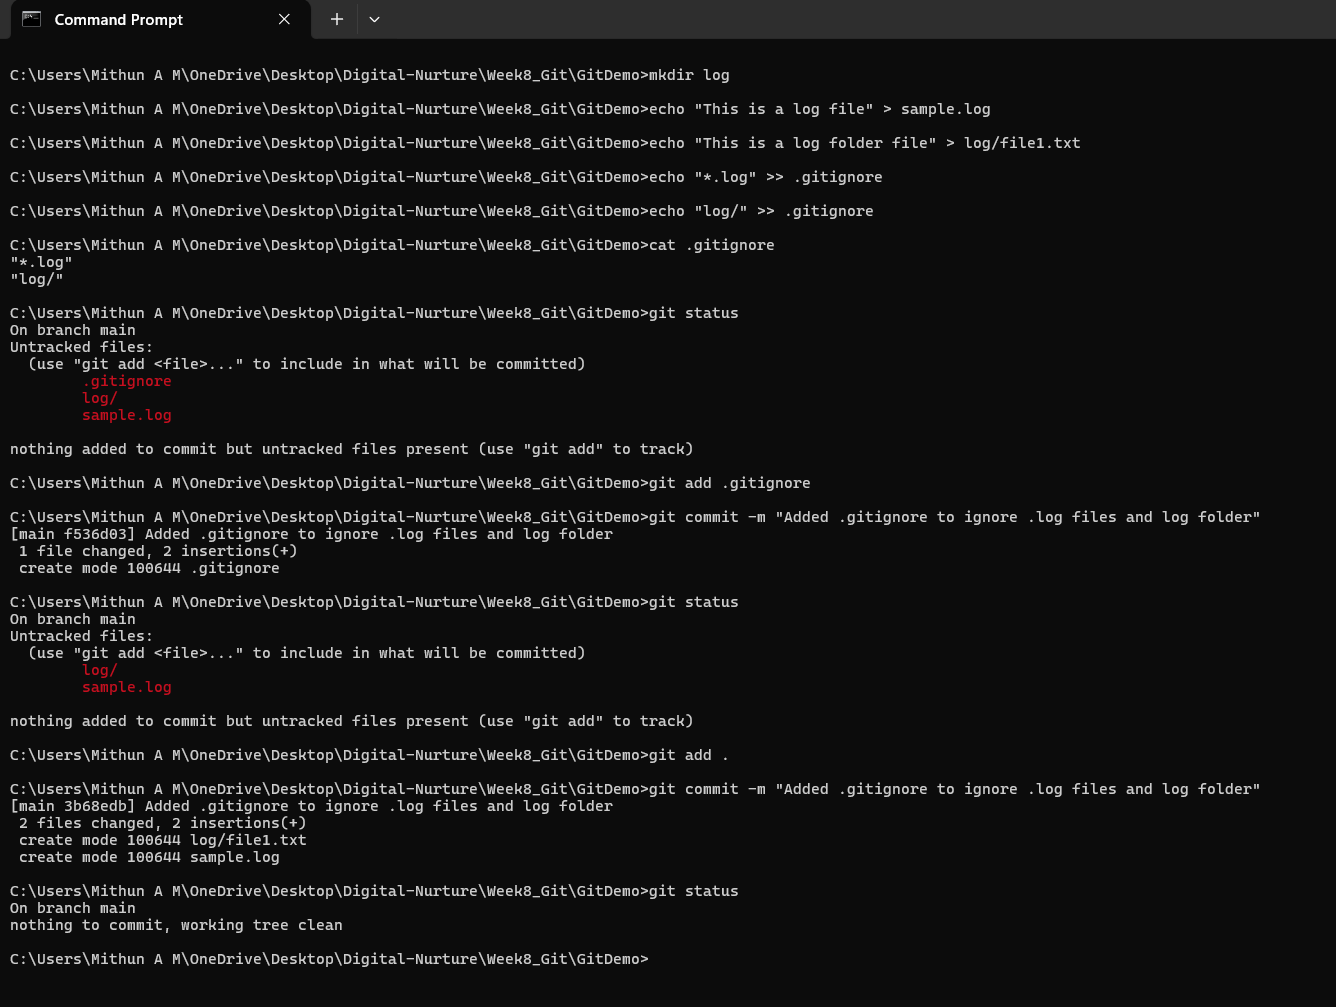 Command Prompt
C:\Users\Mithun A M\OneDrive\Desktop\Digital-Nurture\Week8_Git\GitDemo>mkdir log
C:\Users\Mithun A M\OneDrive\Desktop\Digital-Nurture\Week8_Git\GitDemo>echo "This is a log file" > sample.log
C:\Users\Mithun A M\OneDrive\Desktop\Digital-Nurture\Week8_Git\GitDemo>echo "This is a log folder file" > log/file1.txt
C:\Users\Mithun A M\OneDrive\Desktop\Digital-Nurture\Week8_Git\GitDemo>echo "*.log" >> .gitignore
C:\Users\Mithun A M\OneDrive\Desktop\Digital-Nurture\Week8_Git\GitDemo>echo "log/" >> .gitignore
C:\Users\Mithun A M\OneDrive\Desktop\Digital-Nurture\Week8_Git\GitDemo>cat .gitignore
"*.log"
"log/"
C:\Users\Mithun A M\OneDrive\Desktop\Digital-Nurture\Week8_Git\GitDemo>git status
On branch main
Untracked files:
  (use "git add <file>..." to include in what will be committed)
        .gitignore
        log/
        sample.log
nothing added to commit but untracked files present (use "git add" to track)
C:\Users\Mithun A M\OneDrive\Desktop\Digital-Nurture\Week8_Git\GitDemo>git add .gitignore
C:\Users\Mithun A M\OneDrive\Desktop\Digital-Nurture\Week8_Git\GitDemo>git commit -m "Added .gitignore to ignore .log files and log folder"
[main f536d03] Added .gitignore to ignore .log files and log folder
 1 file changed, 2 insertions(+)
 create mode 100644 .gitignore
C:\Users\Mithun A M\OneDrive\Desktop\Digital-Nurture\Week8_Git\GitDemo>git status
On branch main
Untracked files:
  (use "git add <file>..." to include in what will be committed)
        log/
        sample.log
nothing added to commit but untracked files present (use "git add" to track)
C:\Users\Mithun A M\OneDrive\Desktop\Digital-Nurture\Week8_Git\GitDemo>git add .
C:\Users\Mithun A M\OneDrive\Desktop\Digital-Nurture\Week8_Git\GitDemo>git commit -m "Added .gitignore to ignore .log files and log folder"
[main 3b68edb] Added .gitignore to ignore .log files and log folder
 2 files changed, 2 insertions(+)
 create mode 100644 log/file1.txt
 create mode 100644 sample.log
C:\Users\Mithun A M\OneDrive\Desktop\Digital-Nurture\Week8_Git\GitDemo>git status
On branch main
nothing to commit, working tree clean
C:\Users\Mithun A M\OneDrive\Desktop\Digital-Nurture\Week8_Git\GitDemo>